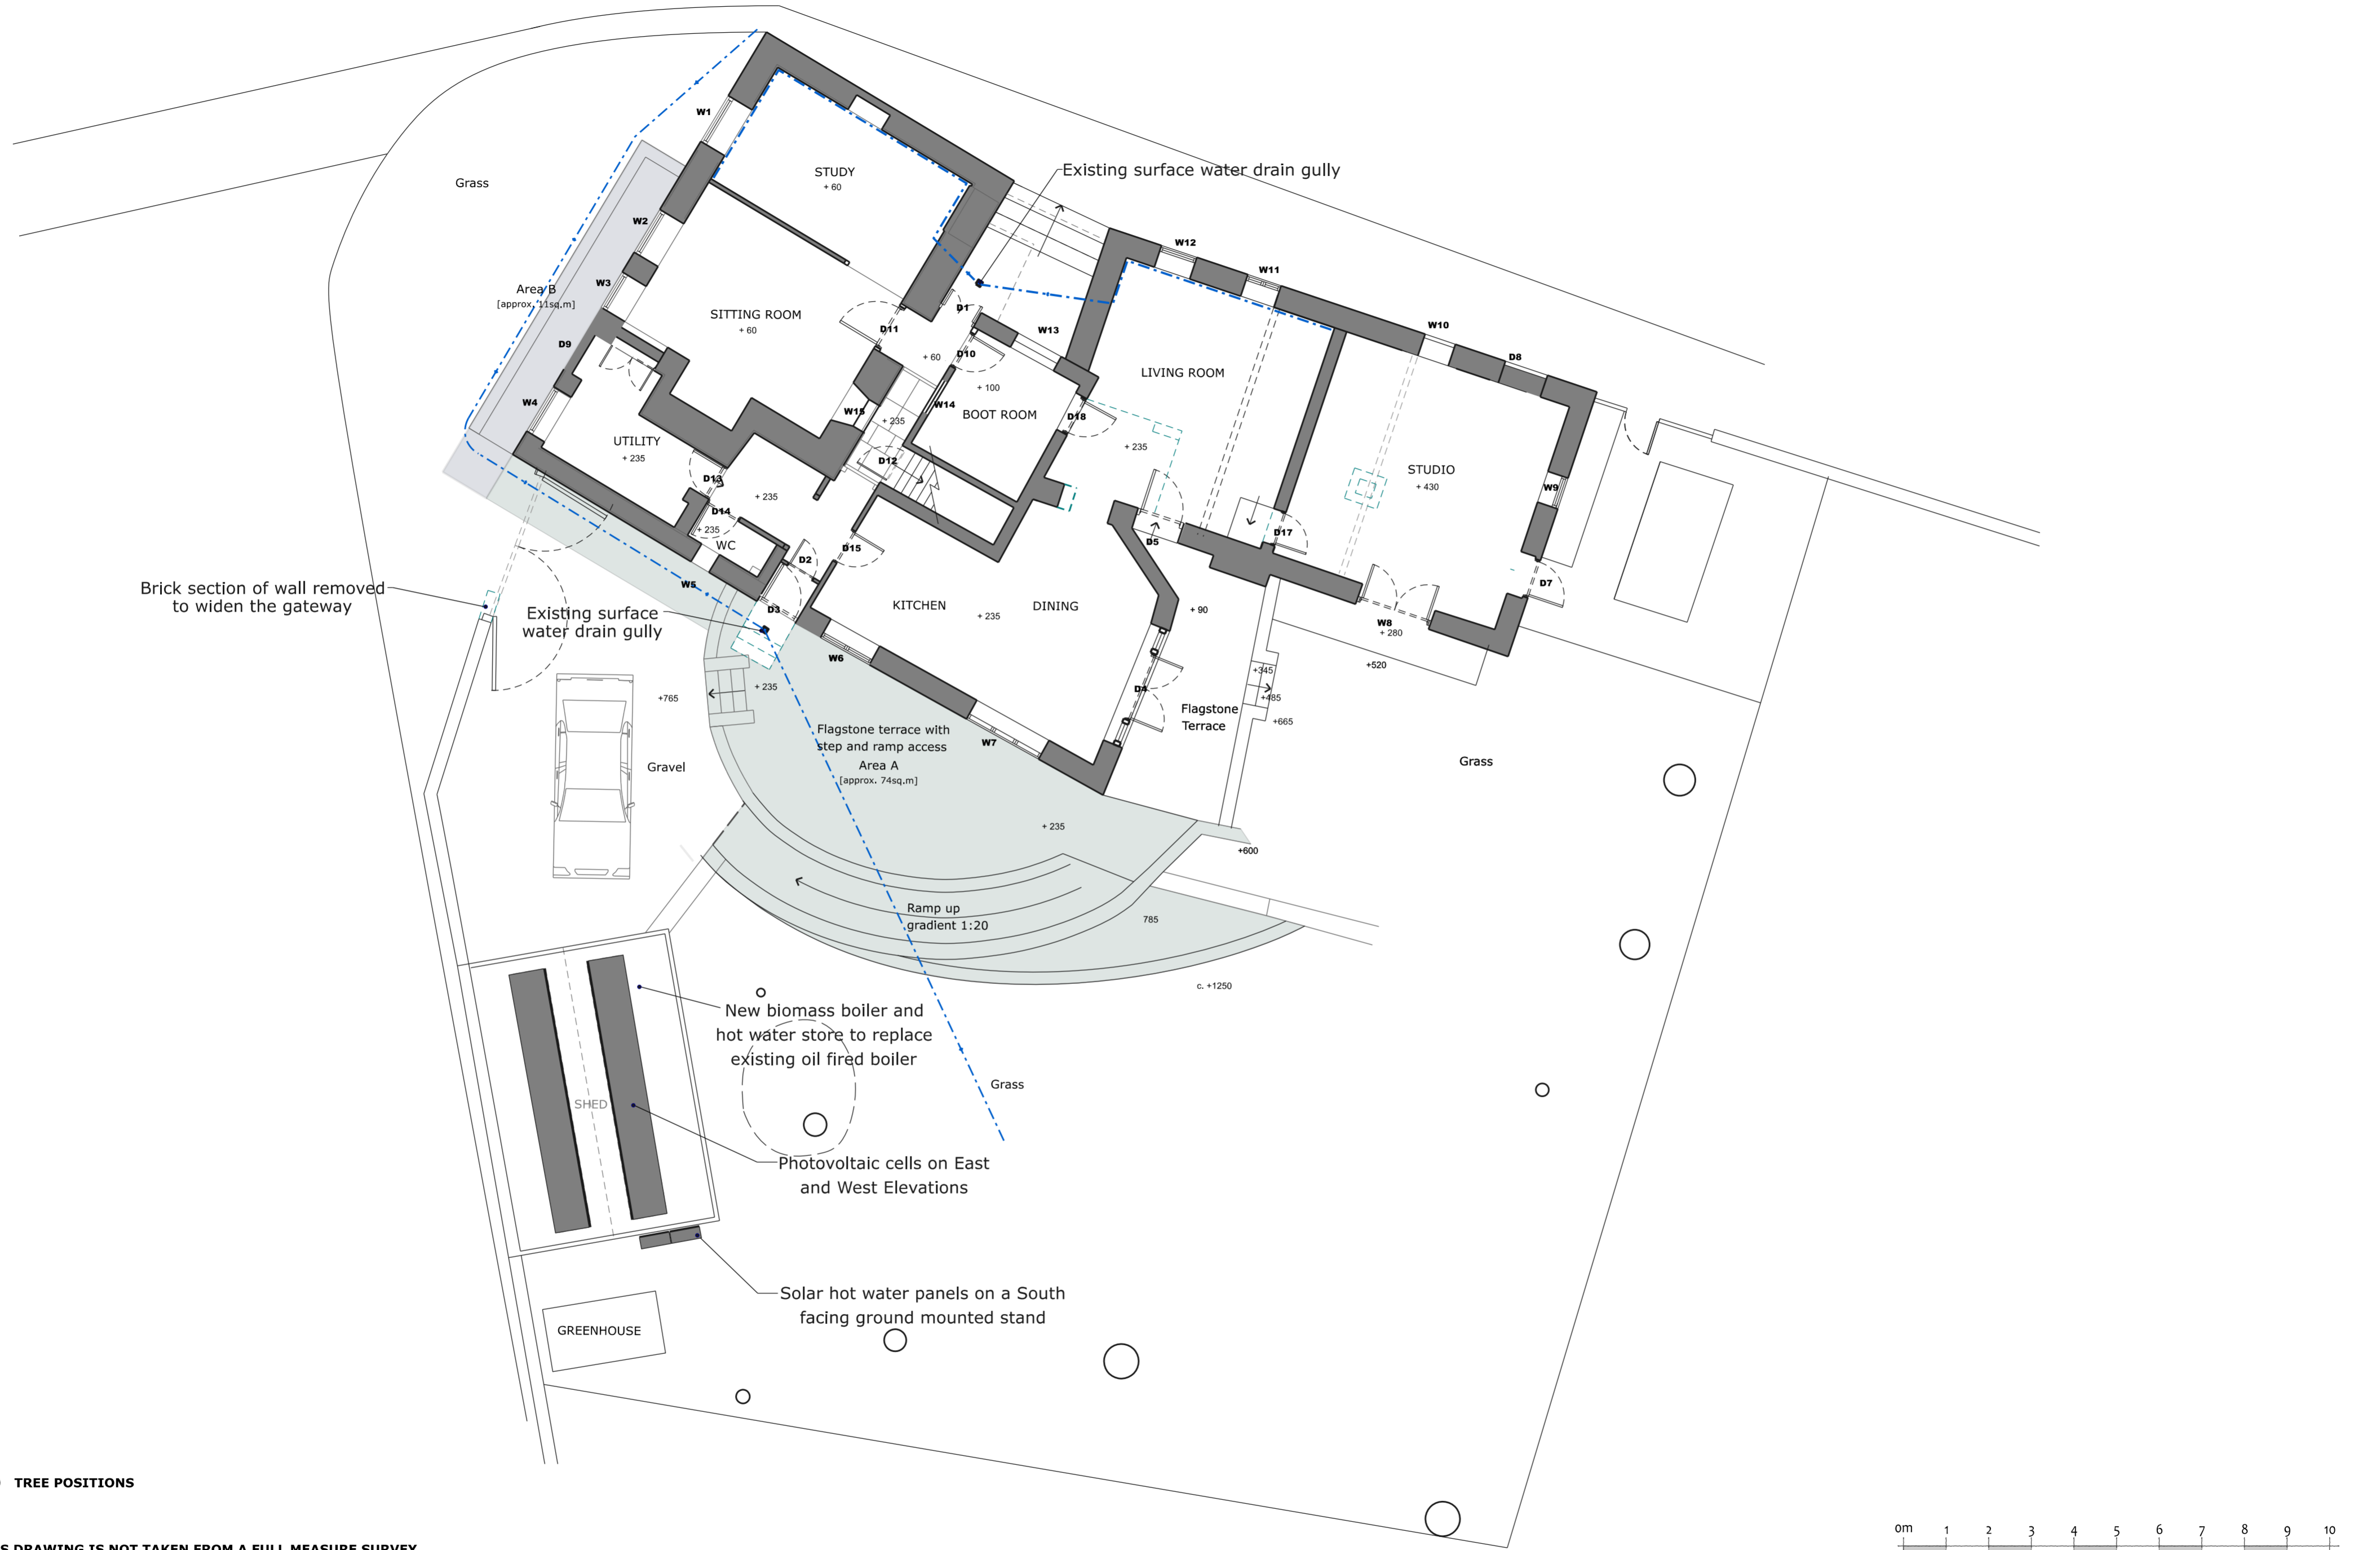 W1
STUDY
+ 60
Existing surface water drain gully
Grass
W2
W12
W11
W3
Area B
[approx. 11sq.m]
SITTING ROOM
+ 60
D1
D11
W13
W10
D9
+ 60
D10
D8
LIVING ROOM
+ 100
W4
W15
W14
BOOT ROOM
D18
+ 235
UTILITY
+ 235
+ 235
D12
STUDIO
+ 430
W9
D13
+ 235
D14
+ 235
WC
D15
D5
D17
D2
W5
D7
Brick section of wall removed
to widen the gateway
Existing surface
water drain gully
D3
KITCHEN
DINING
+ 235
+ 90
W8
+ 280
W6
+520
+345
+485
+665
+765
+ 235
D4
Flagstone
Terrace
Flagstone terrace with
step and ramp access
Area A
[approx. 74sq.m]
W7
Gravel
Grass
+ 235
+600
Ramp up
gradient 1:20
785
c. +1250
New biomass boiler and
hot water store to replace
existing oil fired boiler
Grass
SHED
Photovoltaic cells on East
and West Elevations
Solar hot water panels on a South
facing ground mounted stand
GREENHOUSE
TREE POSITIONS
0m 1 2 3 4 5 6 7 8 9 10
S DRAWING IS NOT TAKEN FROM A FULL MEASURE SURVEY